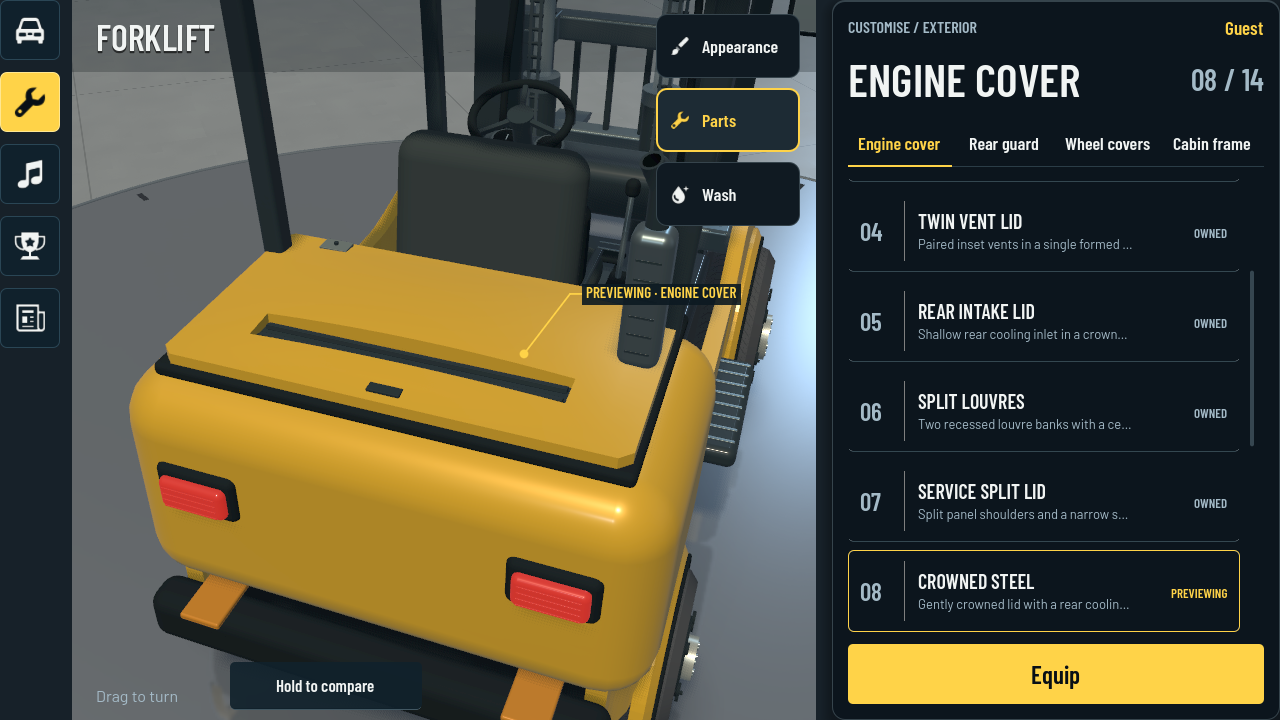 FORKLIFT
Appearance
Parts
Wash
PREVIEWING · ENGINE COVER
Drag to turn
Hold to compare
CUSTOMISE / EXTERIOR
Guest
ENGINE COVER
08 / 14
Engine cover
Rear guard
Wheel covers
Cabin frame
04
TWIN VENT LID
Paired inset vents in a single formed ...
OWNED
05
REAR INTAKE LID
Shallow rear cooling inlet in a crown...
OWNED
06
SPLIT LOUVRES
Two recessed louvre banks with a ce...
OWNED
07
SERVICE SPLIT LID
Split panel shoulders and a narrow s...
OWNED
08
CROWNED STEEL
Gently crowned lid with a rear coolin...
PREVIEWING
Equip